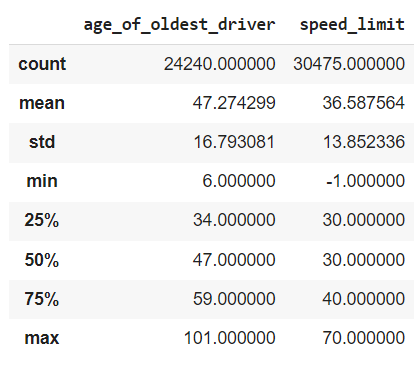 age_of_oldest_driver speed_limit
count 24240.000000 30475.000000
mean 47.274299 36.587564
std 16.793081 13.852336
min 6.000000 -1.000000
25% 34.000000 30.000000
50% 47.000000 30.000000
75% 59.000000 40.000000
max 101.000000 70.000000